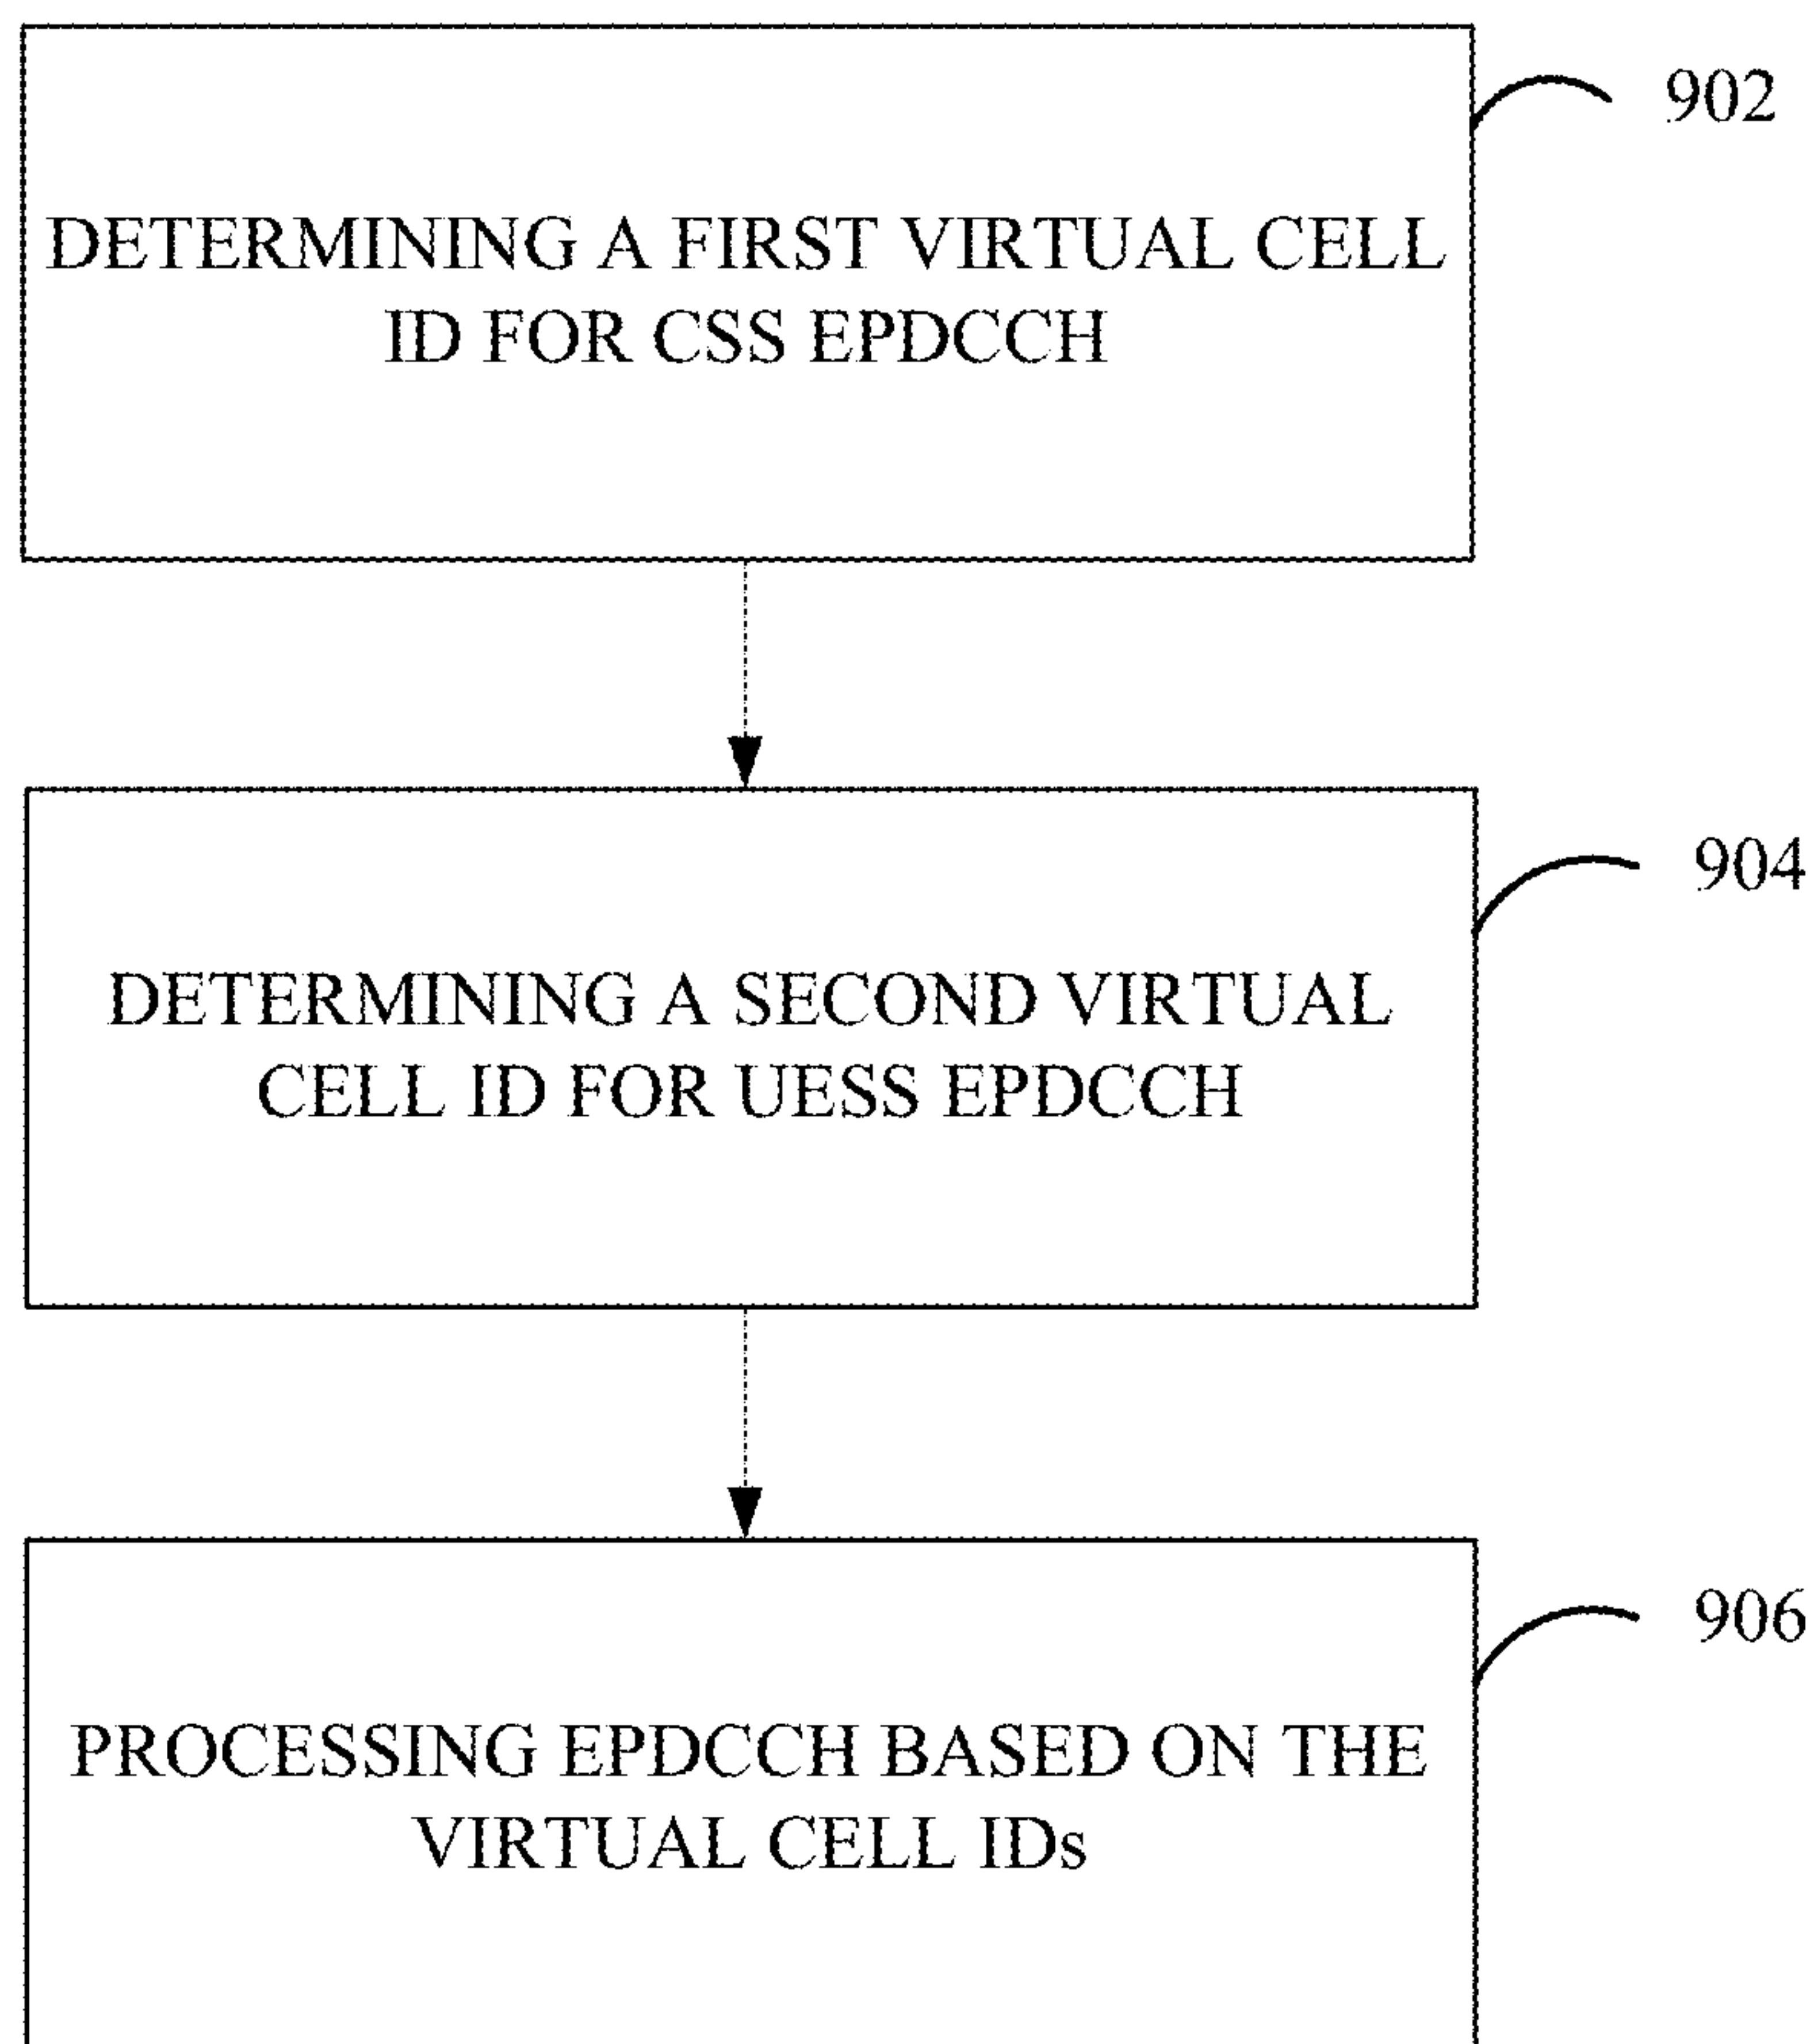 902
DETERMINING A FIRST VIRTUAL CELL
ID FOR CSS EPDCCH
904
DETERMINING A SECOND VIRTUAL
CELL ID FOR UESS EPDCCH
906
PROCESSING EPDCCH BASED ON THE
VIRTUAL CELL IDs